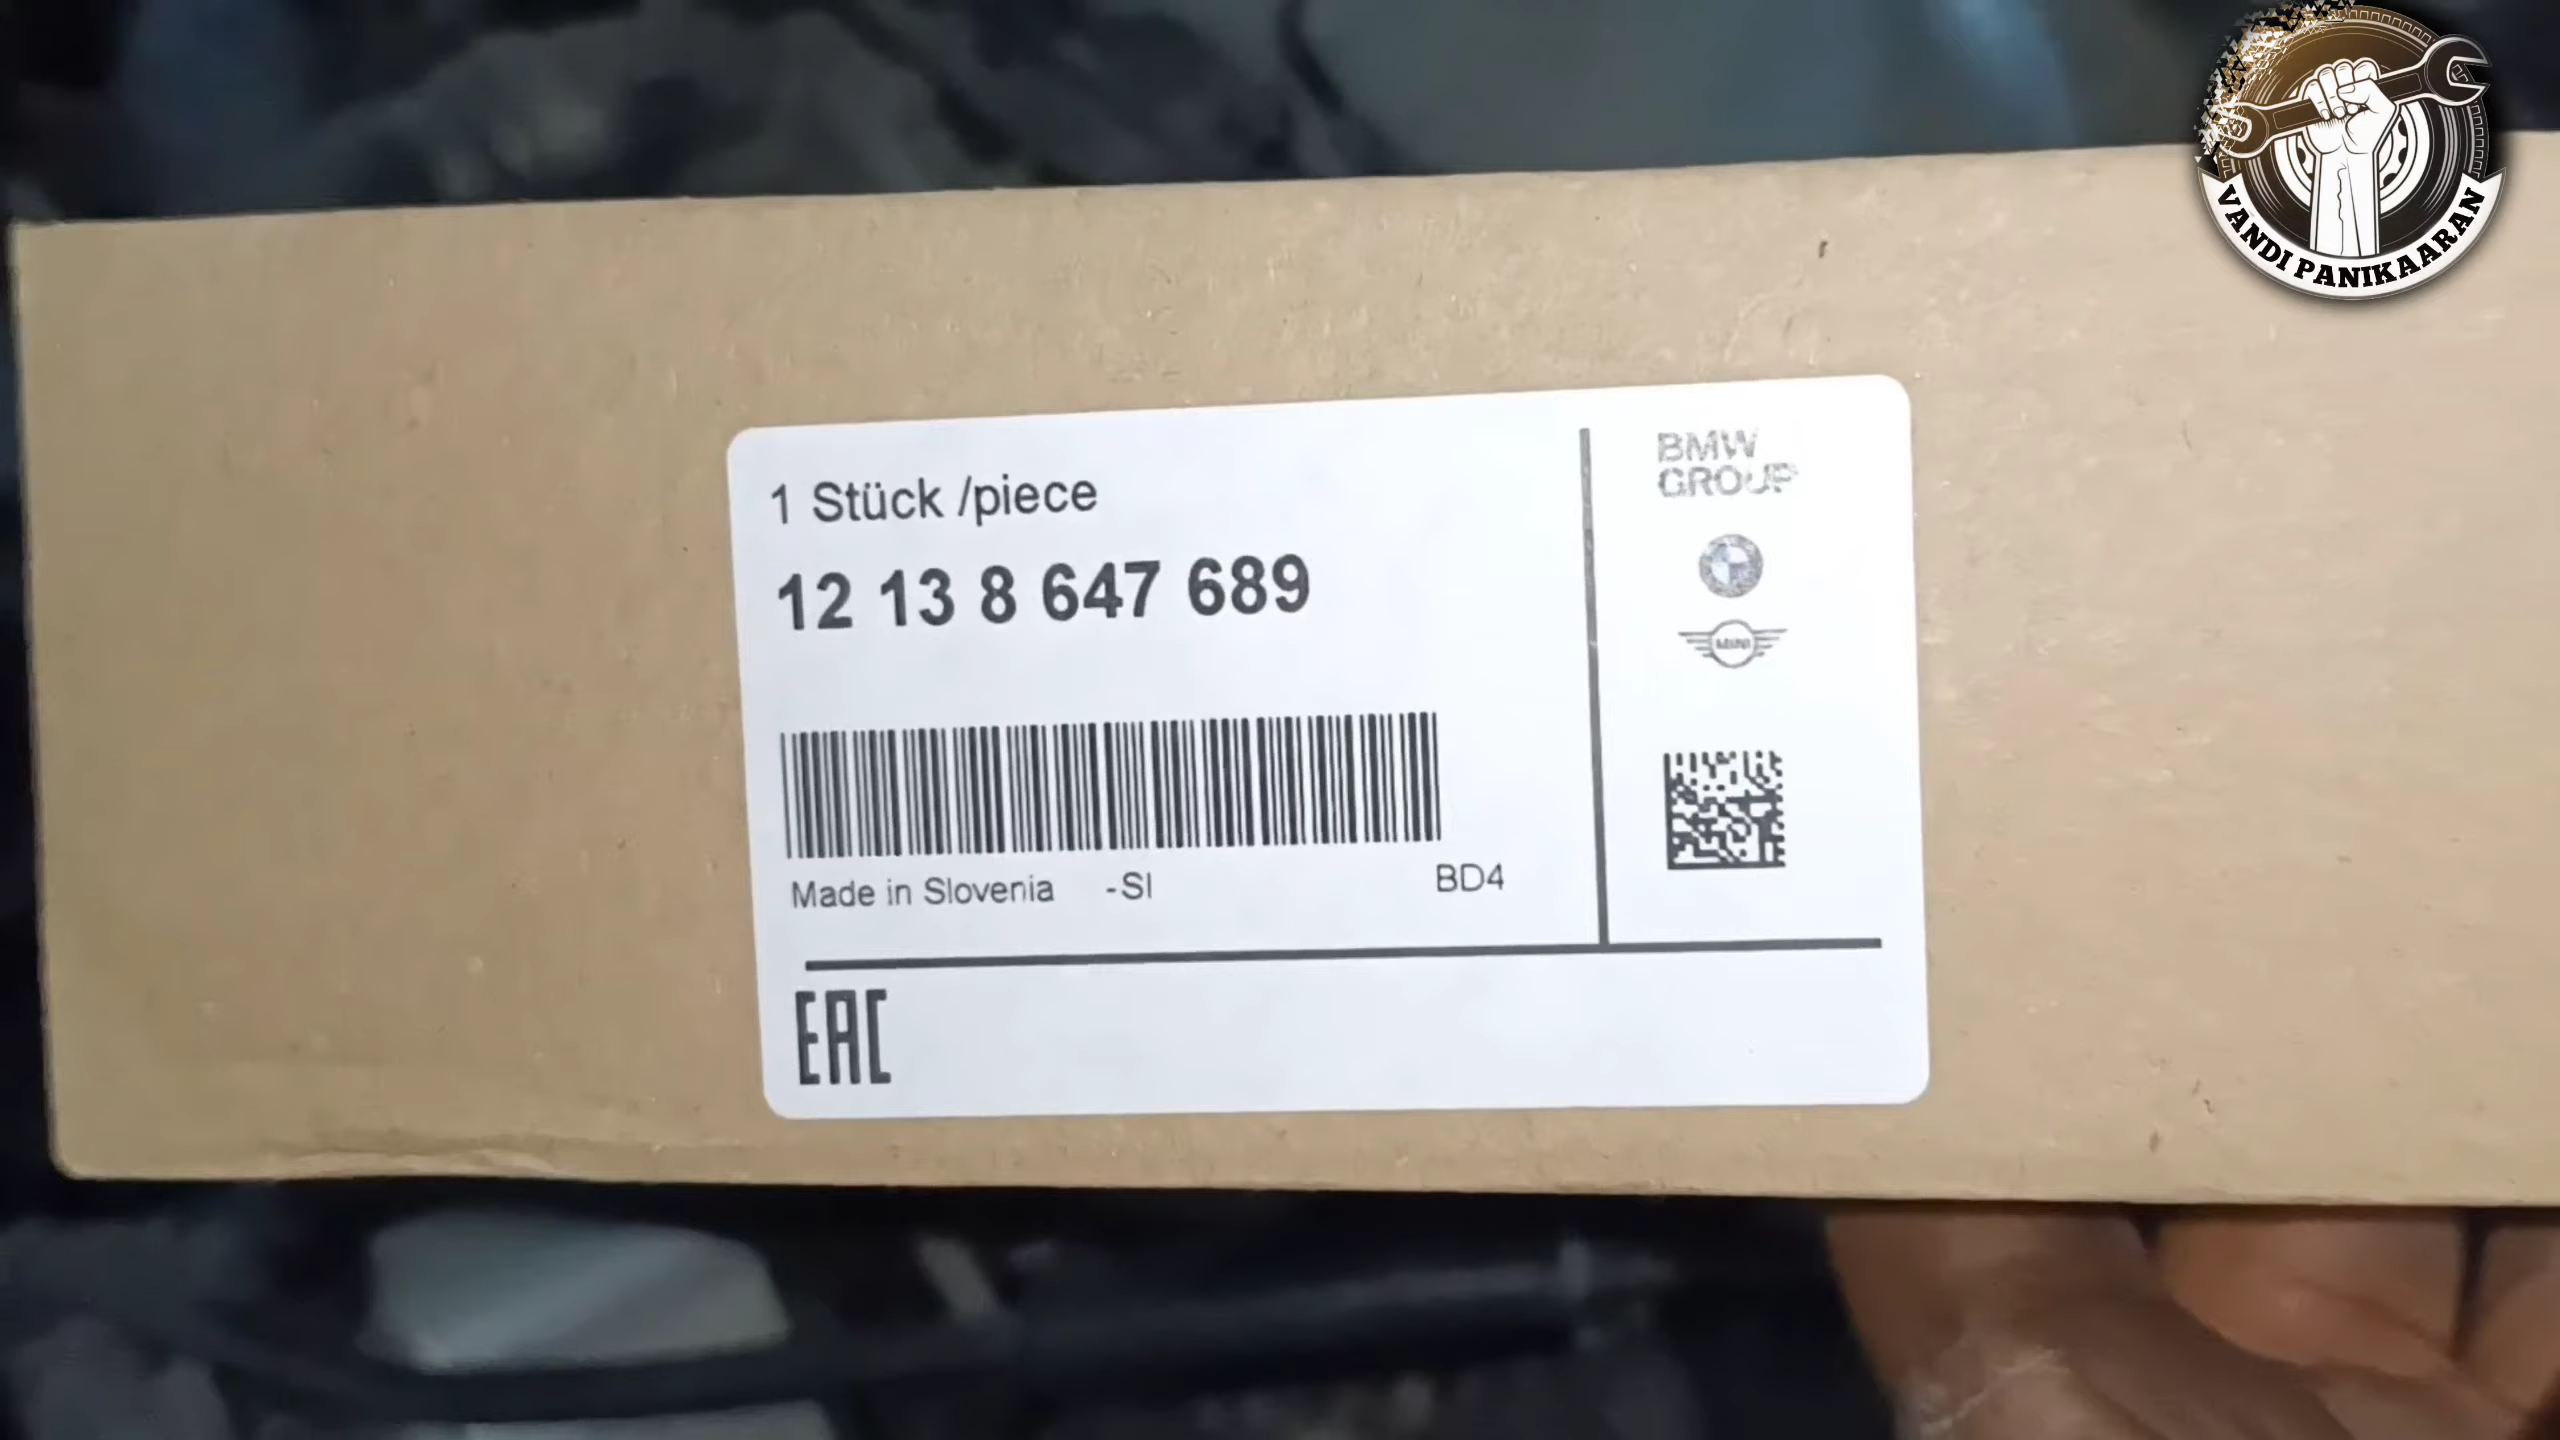 VANDI PANIKAARAN
1 Stück /piece
12 13 8 647 689
Made in Slovenia -SI BD4
BMW
GROUP
MINI
EAC